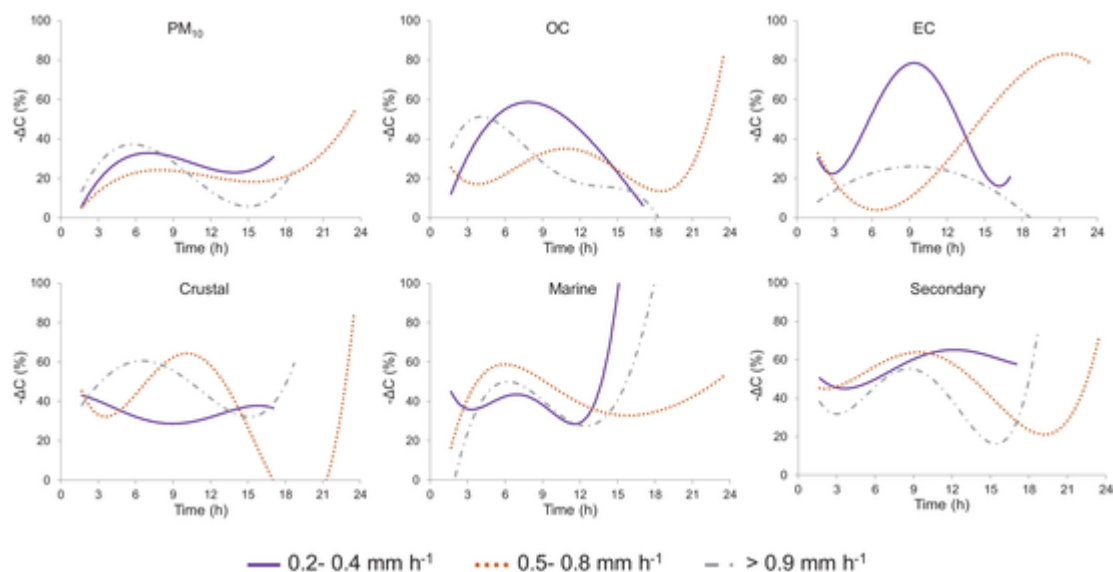 PM₁₀
OC
EC
-ΔC (%)
100
80
60
40
20
0
0 3 6 9 12 15 18 21 24
Time (h)
-ΔC (%)
100
80
60
40
20
0
0 3 6 9 12 15 18 21 24
Time (h)
-ΔC (%)
100
80
60
40
20
0
0 3 6 9 12 15 18 21 24
Time (h)
Crustal
Marine
Secondary
-ΔC (%)
100
80
60
40
20
0
0 3 6 9 12 15 18 21 24
Time (h)
-ΔC (%)
100
80
60
40
20
0
0 3 6 9 12 15 18 21 24
Time (h)
-ΔC (%)
100
80
60
40
20
0
0 3 6 9 12 15 18 21 24
Time (h)
0.2- 0.4 mm h⁻¹ 0.5- 0.8 mm h⁻¹ > 0.9 mm h⁻¹